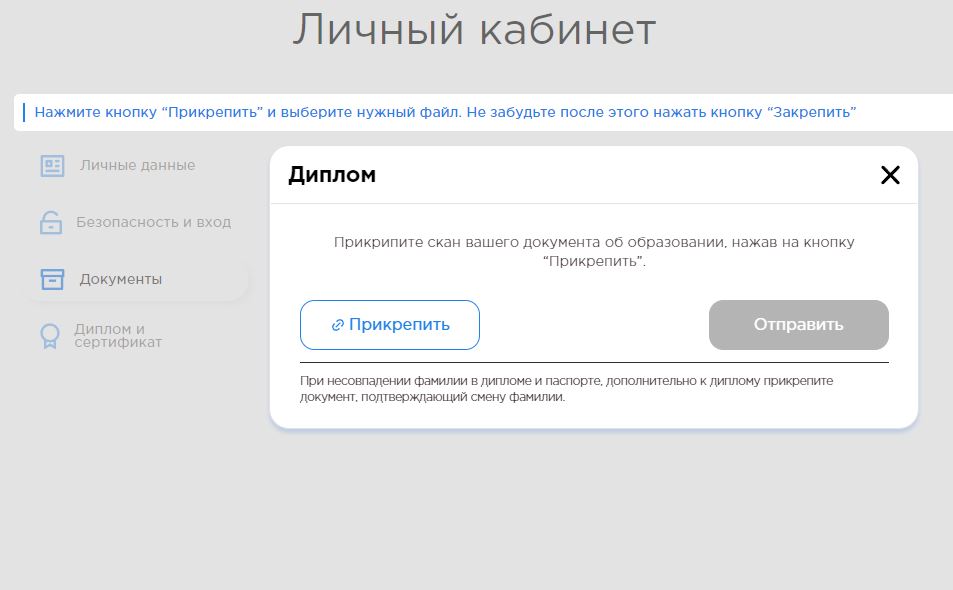 Личный кабинет
Нажмите кнопку “Прикрепить” и выберите нужный файл. Не забудьте после этого нажать кнопку “Закрепить”
Личные данные
Безопасность и вход
Документы
Диплом и
сертификат
Диплом
Прикрипите скан вашего документа об образовании, нажав на кнопку
“Прикрепить”.
Прикрепить
Отправить
При несовпадении фамилии в дипломе и паспорте, дополнительно к диплому прикрепите
документ, подтверждающий смену фамилии.